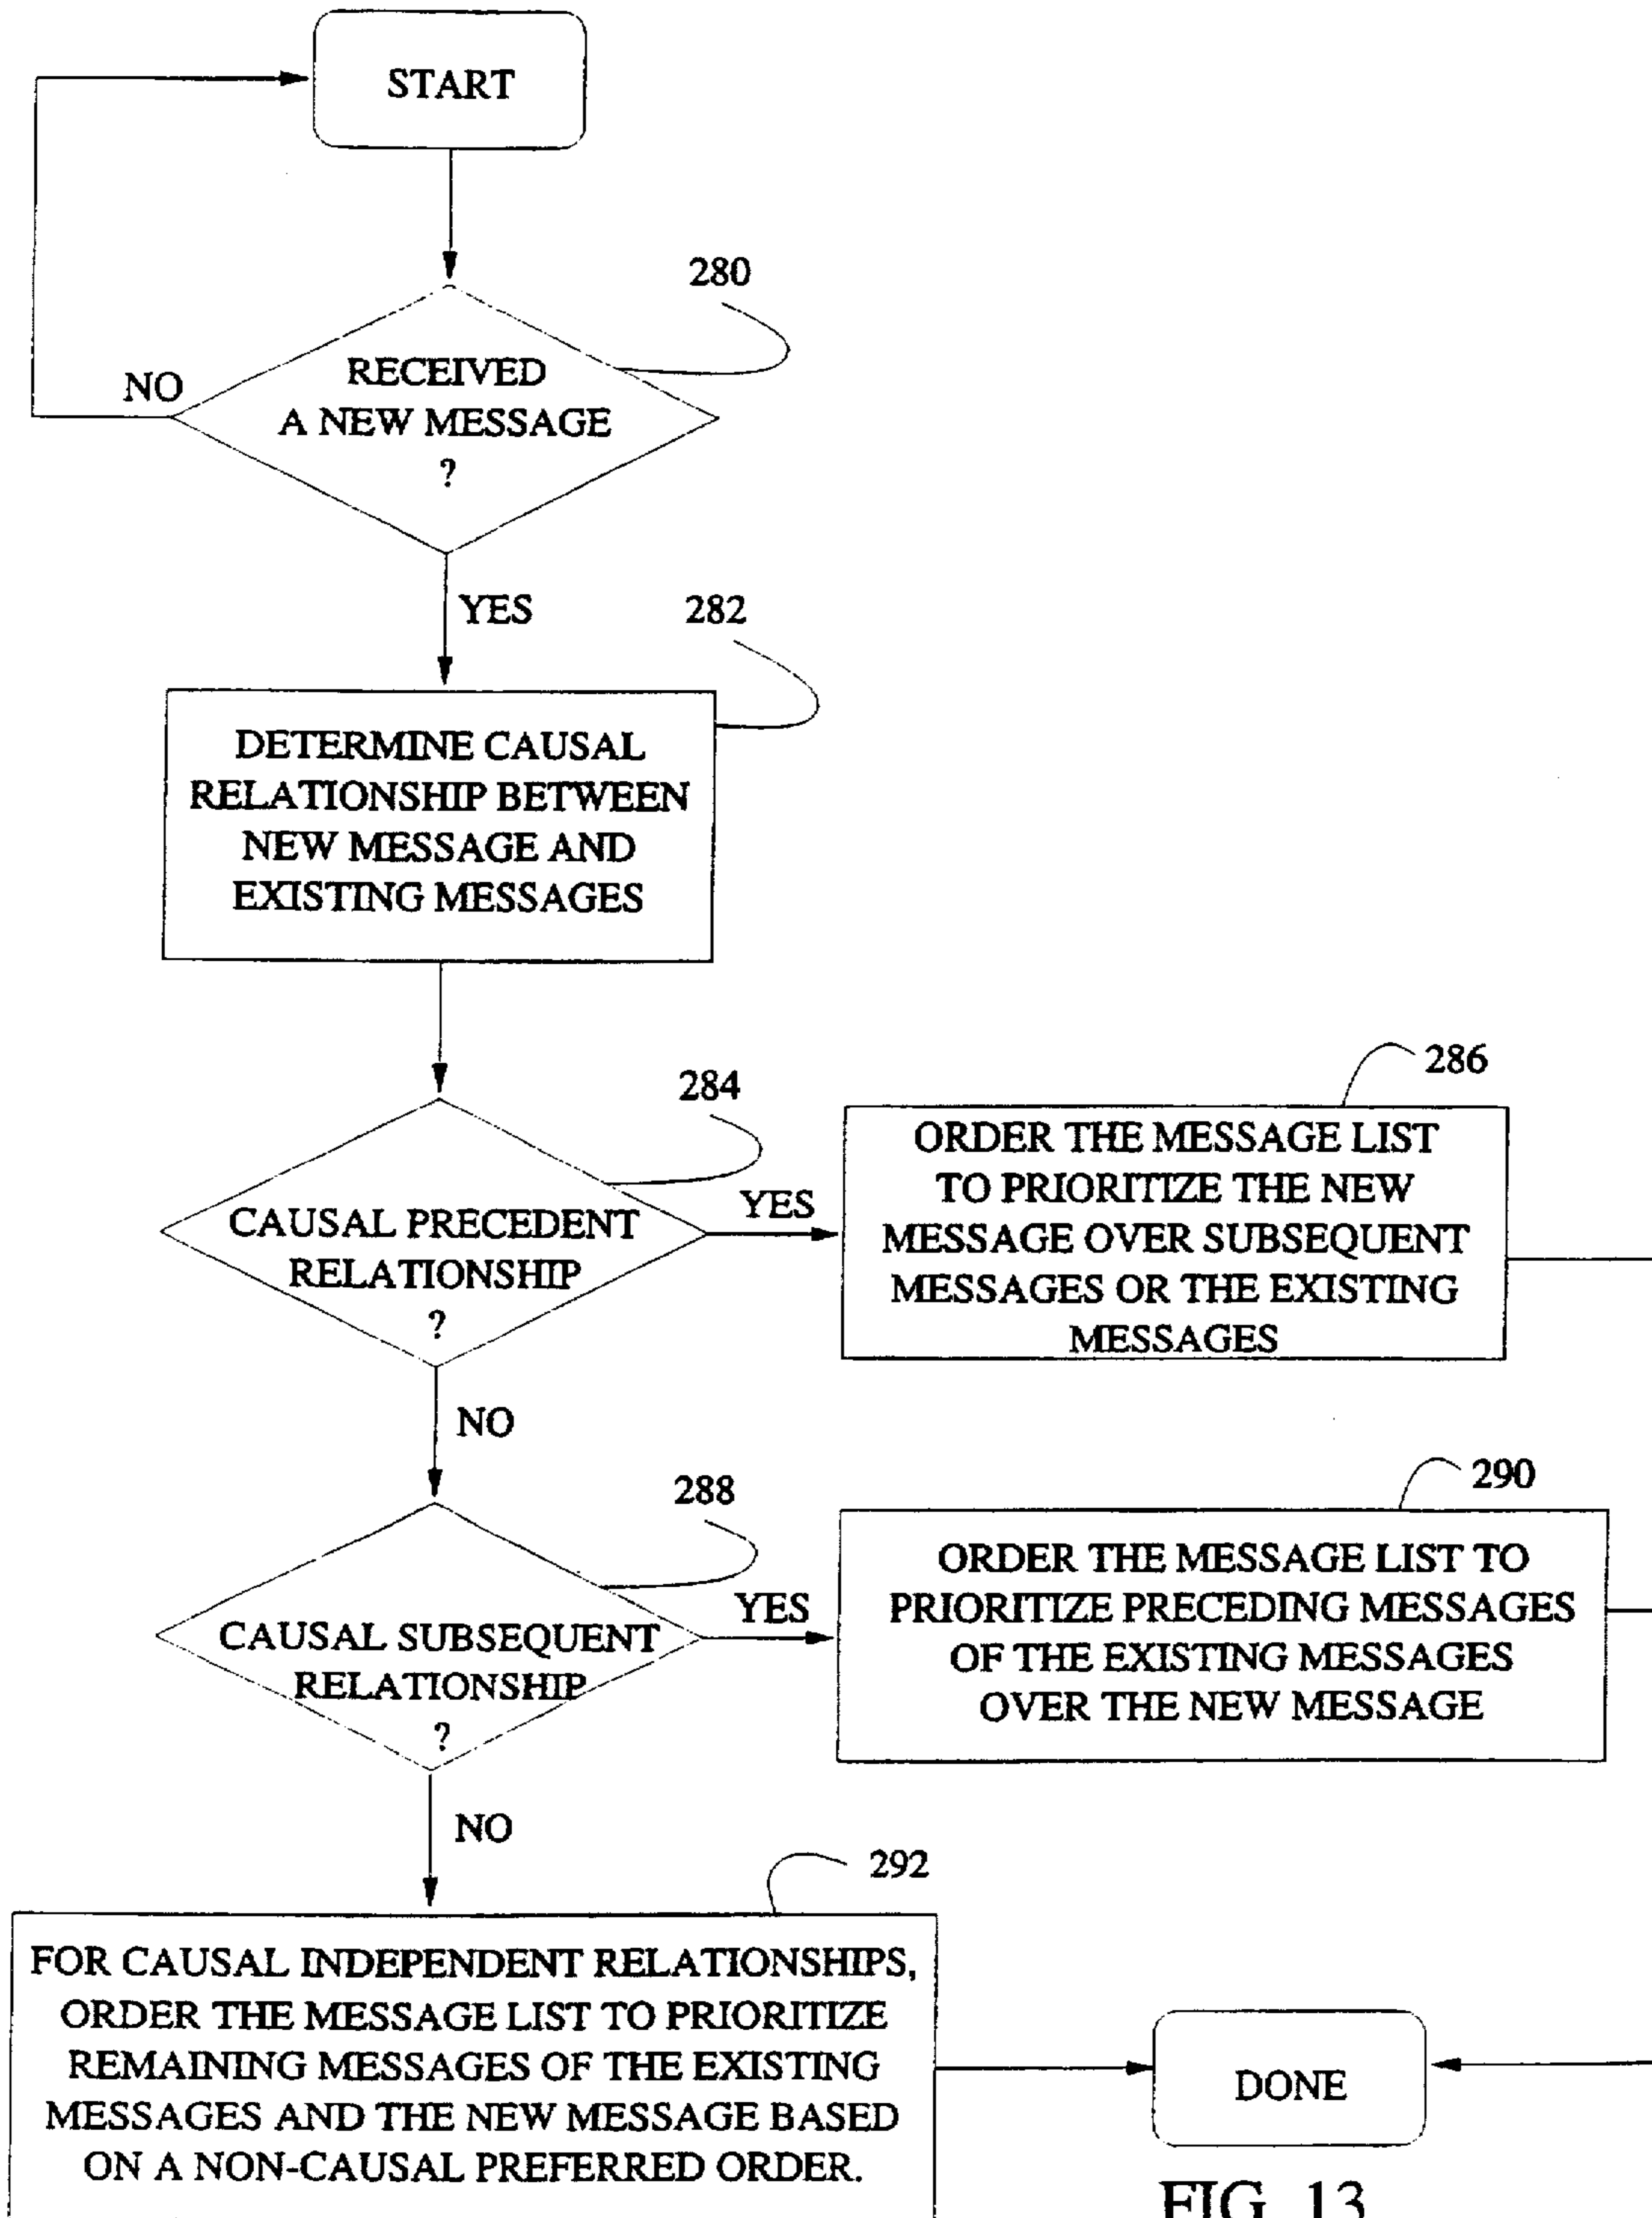 START
280
RECEIVED
A NEW MESSAGE
?
NO
YES
282
DETERMINE CAUSAL
RELATIONSHIP BETWEEN
NEW MESSAGE AND
EXISTING MESSAGES
284
CAUSAL PRECEDENT
RELATIONSHIP
?
YES
286
ORDER THE MESSAGE LIST
TO PRIORITIZE THE NEW
MESSAGE OVER SUBSEQUENT
MESSAGES OR THE EXISTING
MESSAGES
NO
288
CAUSAL SUBSEQUENT
RELATIONSHIP
?
YES
290
ORDER THE MESSAGE LIST TO
PRIORITIZE PRECEDING MESSAGES
OF THE EXISTING MESSAGES
OVER THE NEW MESSAGE
NO
292
FOR CAUSAL INDEPENDENT RELATIONSHIPS,
ORDER THE MESSAGE LIST TO PRIORITIZE
REMAINING MESSAGES OF THE EXISTING
MESSAGES AND THE NEW MESSAGE BASED
ON A NON-CAUSAL PREFERRED ORDER.
DONE
FIG. 13